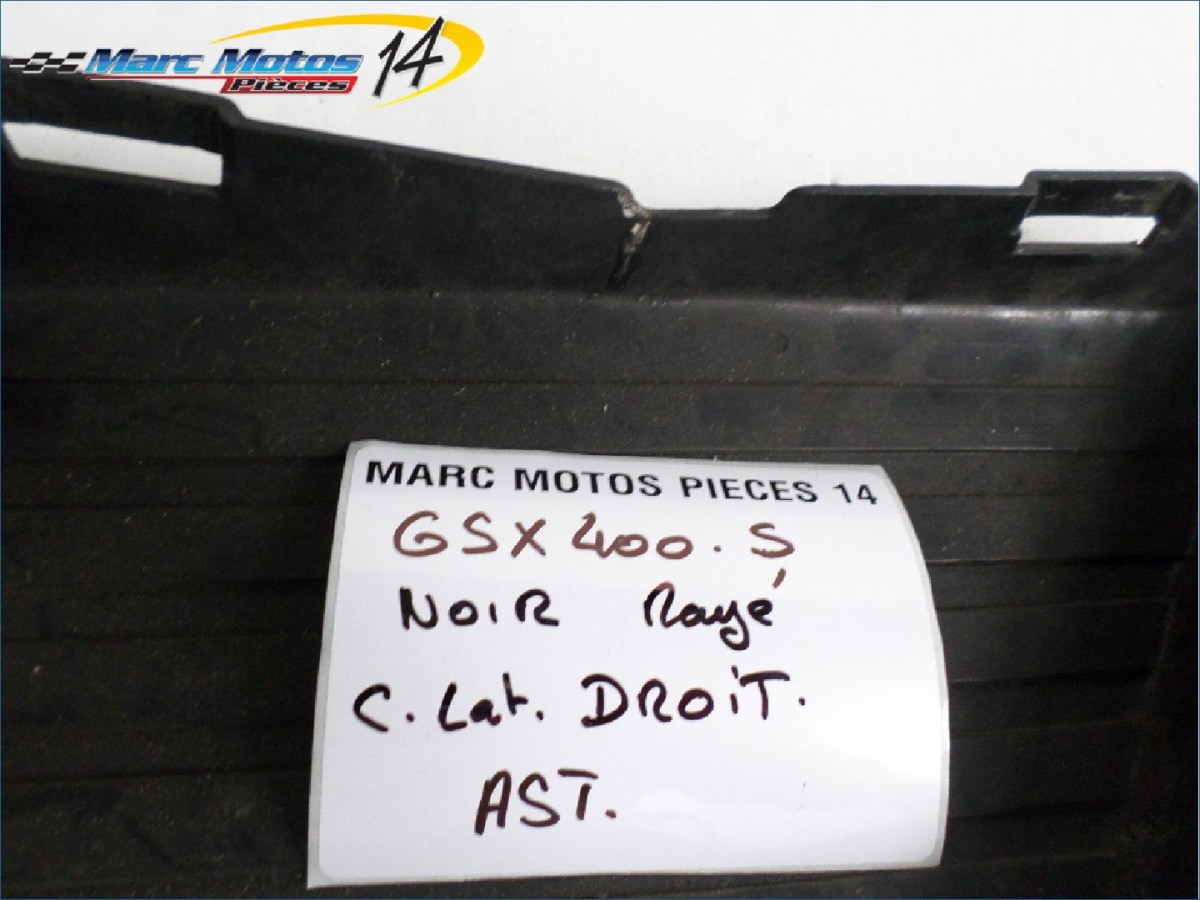 Marc Motos 14
Pièces
MARC MOTOS PIECES 14
GSX 400.S
NOIR Rayé
C. Lat. DROIT.
AST.